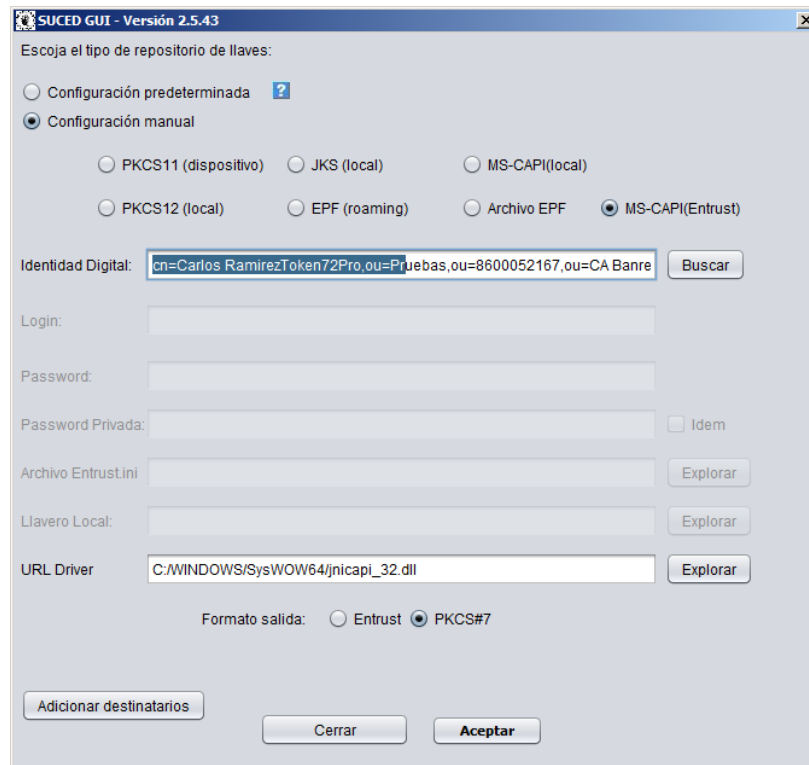 SUCED GUI - Versión 2.5.43
Escoja el tipo de repositorio de llaves:
Configuración predeterminada ?
Configuración manual
PKCS11 (dispositivo) JKS (local) MS-CAPI(local)
PKCS12 (local) EPF (roaming) Archivo EPF MS-CAPI(Entrust)
Identidad Digital: cn=Carlos RamirezToken72Pro,ou=Pruebas,ou=8600052167,ou=CA Banre Buscar
Login:
Password:
Password Privada: Idem
Archivo Entrust.ini Explorar
Llavero Local: Explorar
URL Driver C:/WINDOWS/SysWOW64/jnicapi_32.dll Explorar
Formato salida: Entrust PKCS#7
Adicionar destinatarios
Cerrar Aceptar